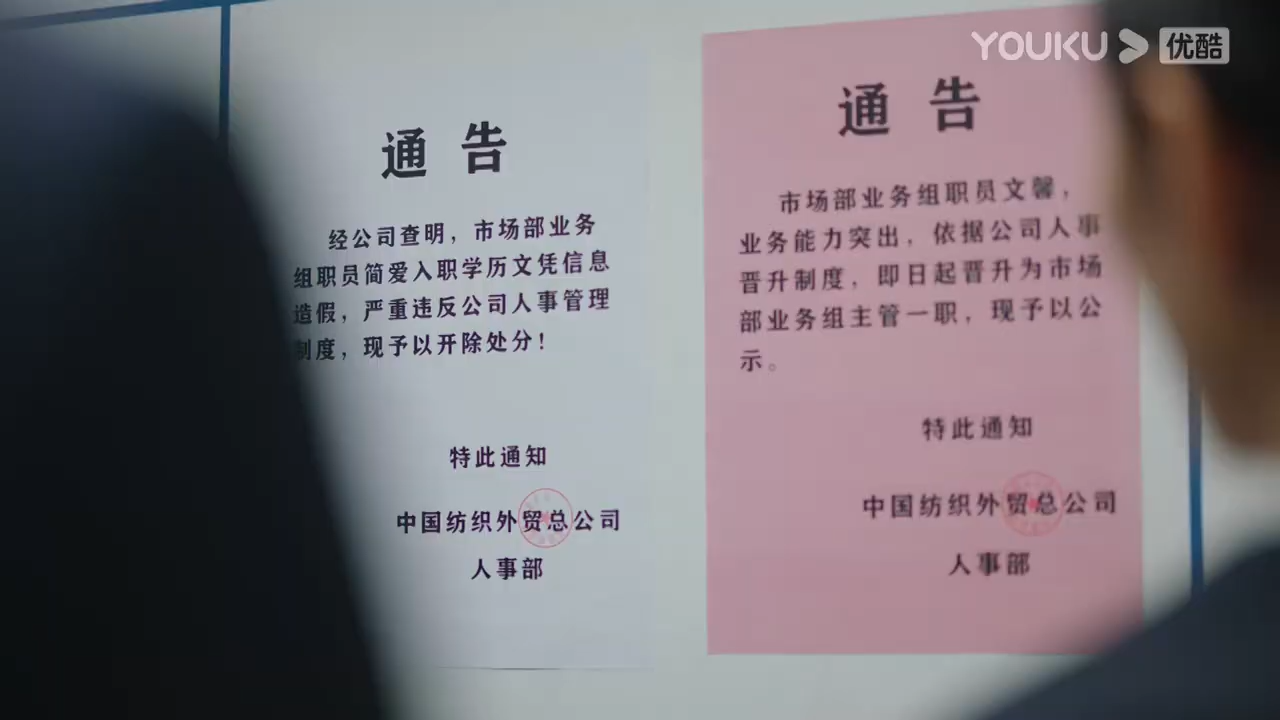 YOUKU 优酷
通告
经公司查明，市场部业务
组职员简爱入职学历文凭信息
造假，严重违反公司人事管理
制度，现予以开除处分！
特此通知
中国纺织外贸总公司
人事部
通告
市场部业务组职员文馨，
业务能力突出，依据公司人事
晋升制度，即日起晋升为市场
部业务组主管一职，现予以公
示。
特此通知
中国纺织外贸总公司
人事部